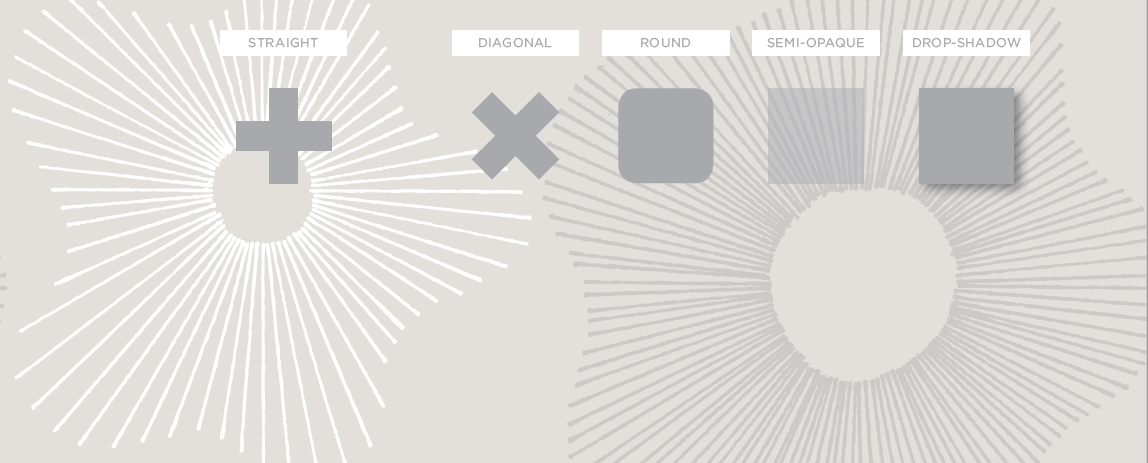 STRAIGHT
DIAGONAL
ROUND
SEMI-OPAQUE
DROP-SHADOW